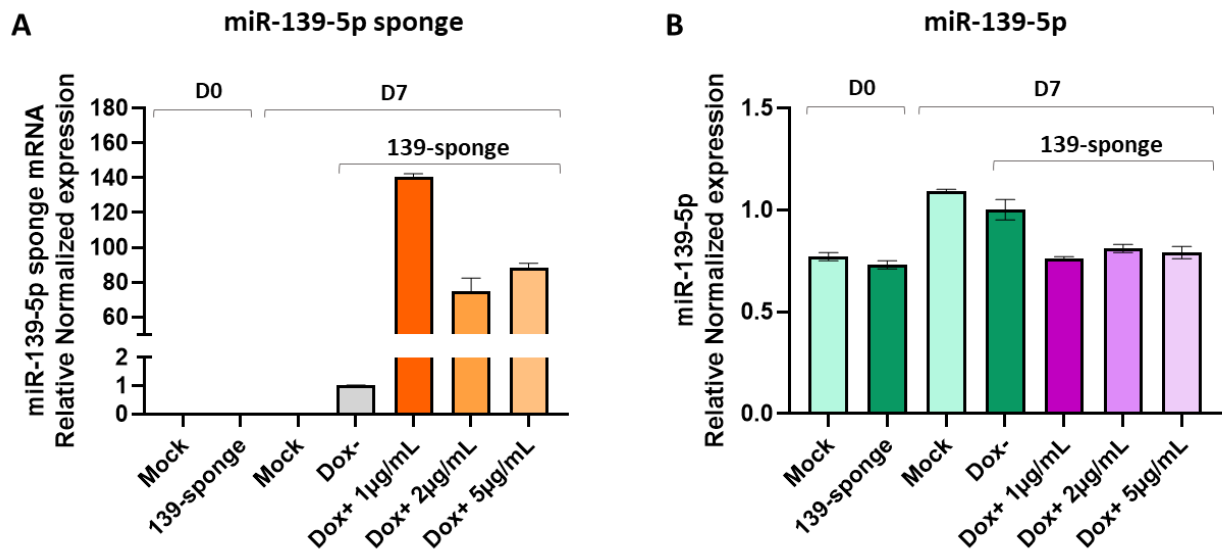 A
miR-139-5p sponge
D0
D7
139-sponge
miR-139-5p sponge mRNA
Relative Normalized expression
180
160
140
120
100
80
60
2
1
0
Mock
139-sponge
Mock
Dox-
Dox+ 1µg/mL
Dox+ 2µg/mL
Dox+ 5µg/mL
B
miR-139-5p
D0
D7
139-sponge
miR-139-5p
Relative Normalized expression
1.5
1.0
0.5
0.0
Mock
139-sponge
Mock
Dox-
Dox+ 1µg/mL
Dox+ 2µg/mL
Dox+ 5µg/mL